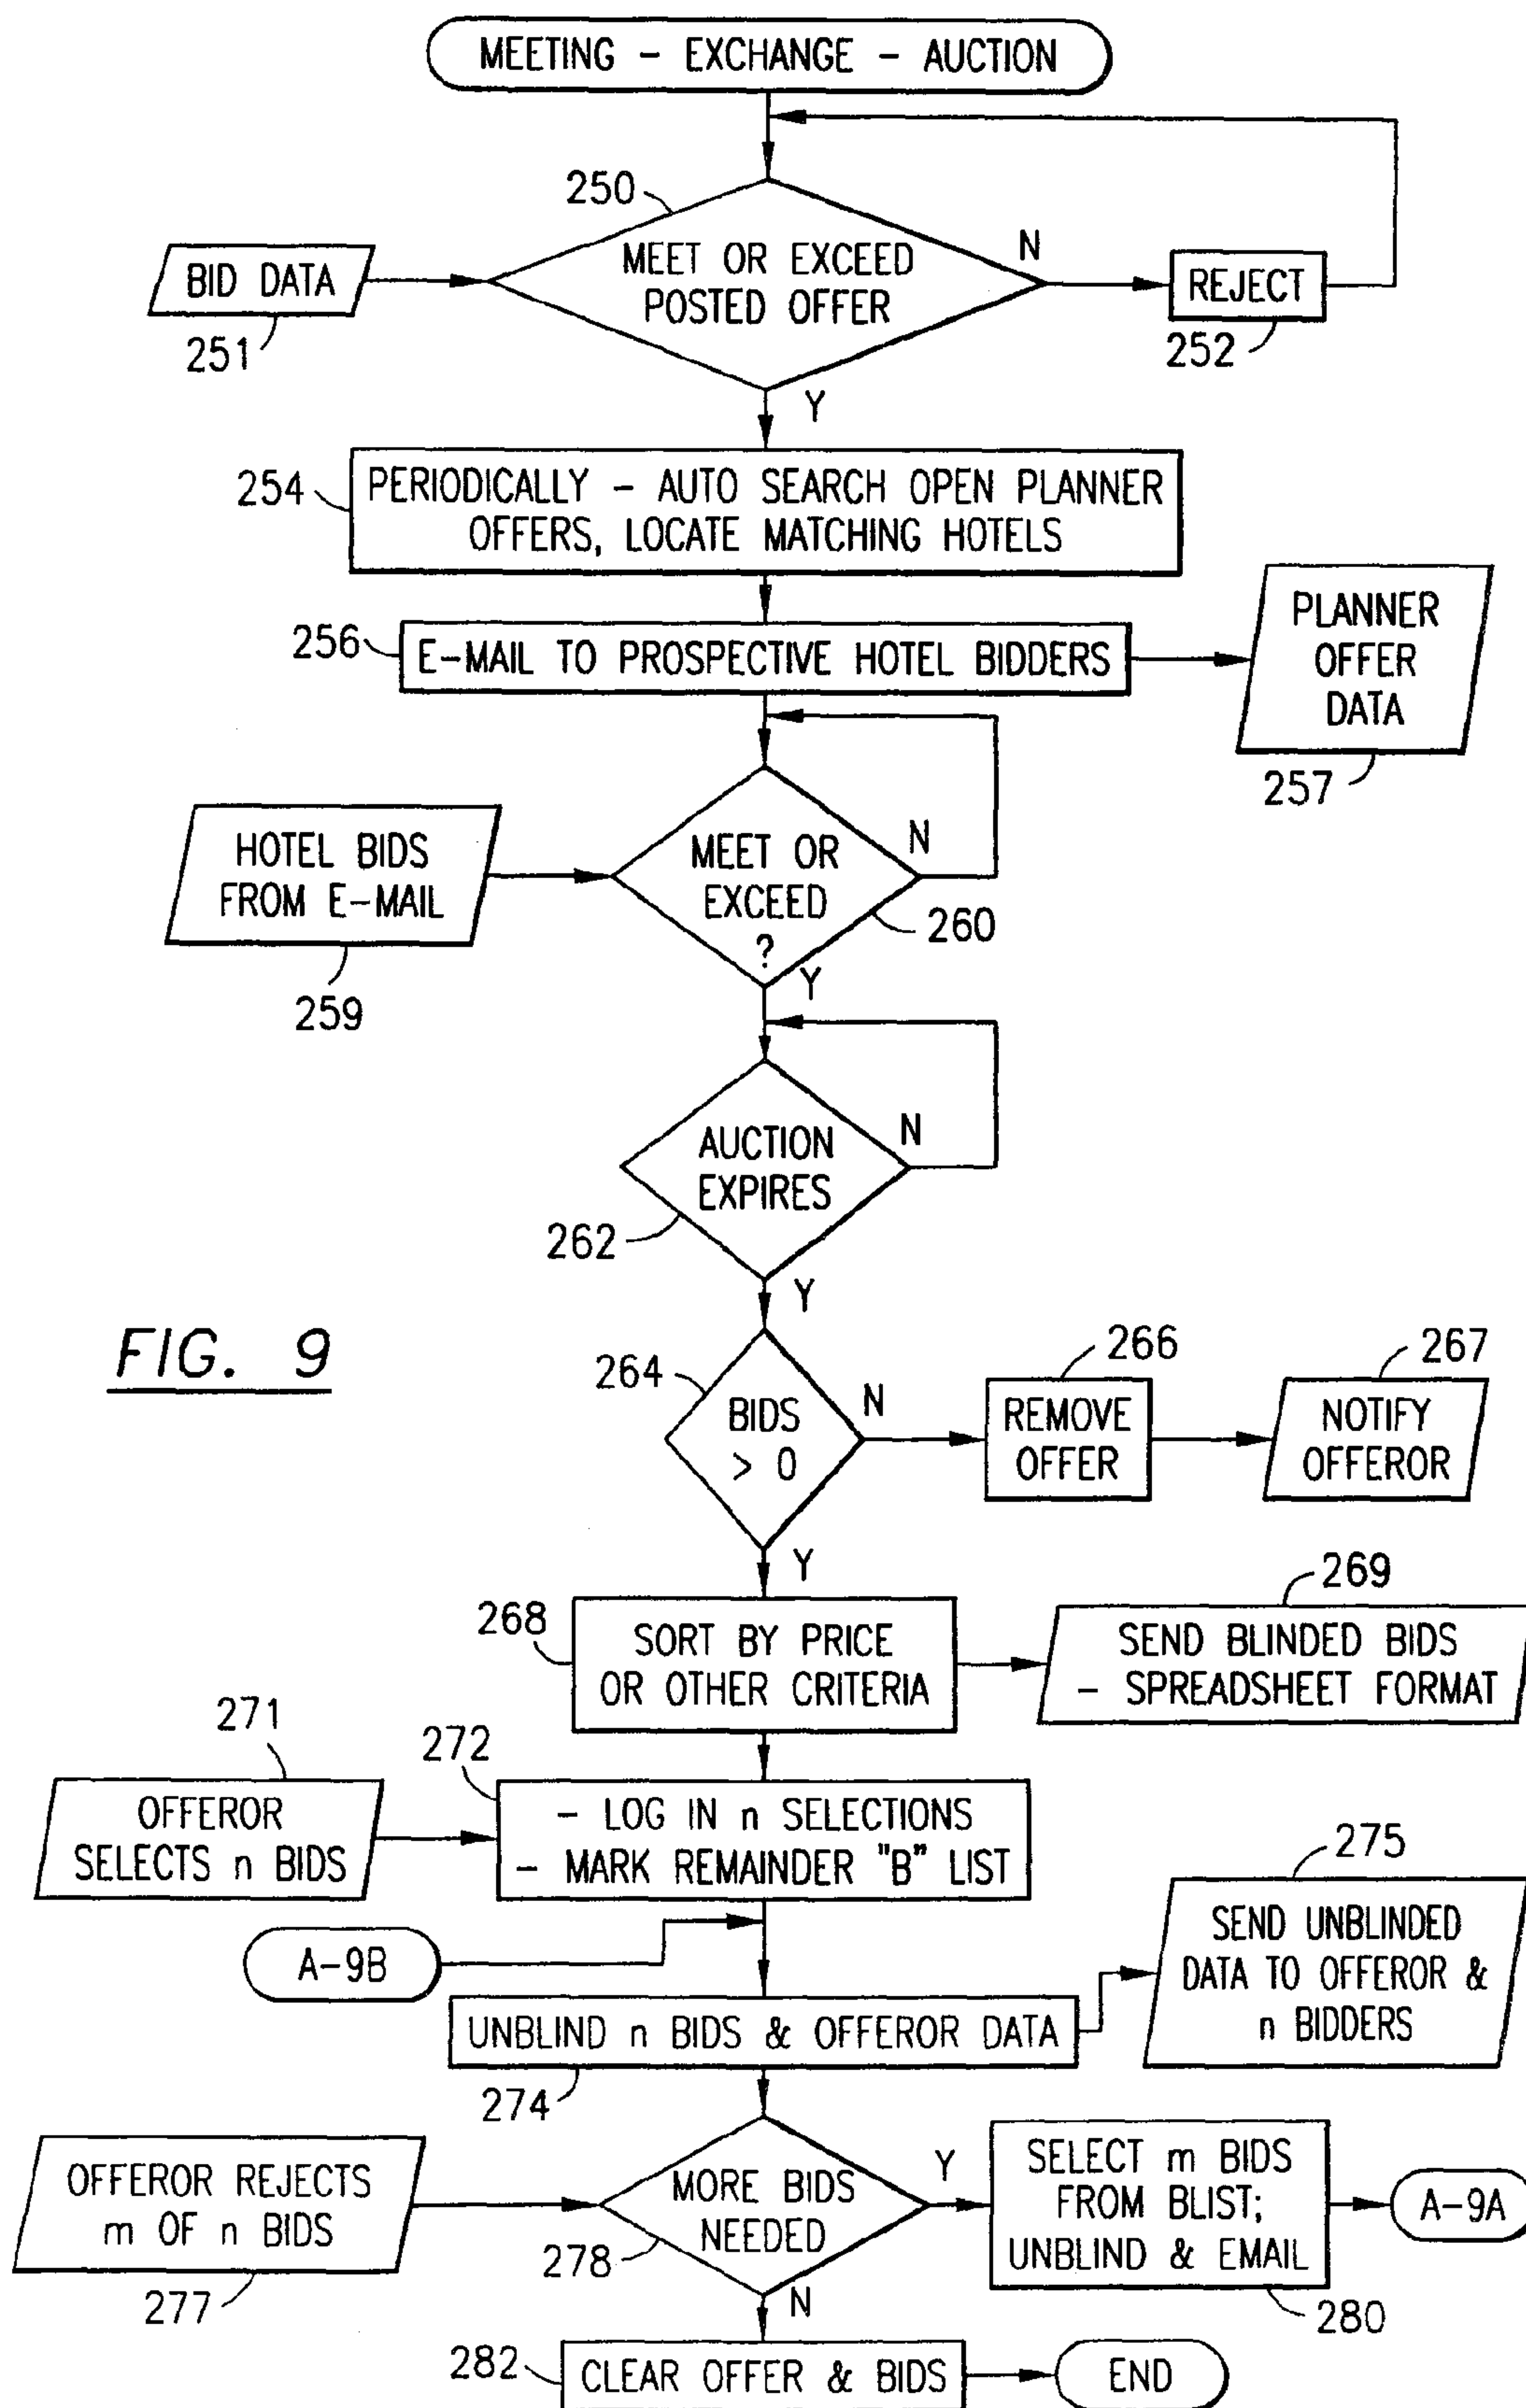 MEETING - EXCHANGE - AUCTION
250
MEET OR EXCEED
POSTED OFFER
N
BID DATA
251
REJECT
252
Y
254
PERIODICALLY - AUTO SEARCH OPEN PLANNER
OFFERS, LOCATE MATCHING HOTELS
256
E-MAIL TO PROSPECTIVE HOTEL BIDDERS
PLANNER
OFFER
DATA
257
HOTEL BIDS
FROM E-MAIL
259
MEET OR
EXCEED
?
N
260
Y
AUCTION
EXPIRES
N
262
Y
FIG. 9
264
BIDS
> 0
N
266
REMOVE
OFFER
267
NOTIFY
OFFEROR
Y
268
SORT BY PRICE
OR OTHER CRITERIA
269
SEND BLINDED BIDS
- SPREADSHEET FORMAT
271
OFFEROR
SELECTS n BIDS
272
- LOG IN n SELECTIONS
- MARK REMAINDER "B" LIST
275
SEND UNBLINDED
DATA TO OFFEROR &
n BIDDERS
A-9B
UNBLIND n BIDS & OFFEROR DATA
274
OFFEROR REJECTS
m OF n BIDS
277
MORE BIDS
NEEDED
278
Y
SELECT m BIDS
FROM BLIST;
UNBLIND & EMAIL
280
A-9A
N
282
CLEAR OFFER & BIDS
END